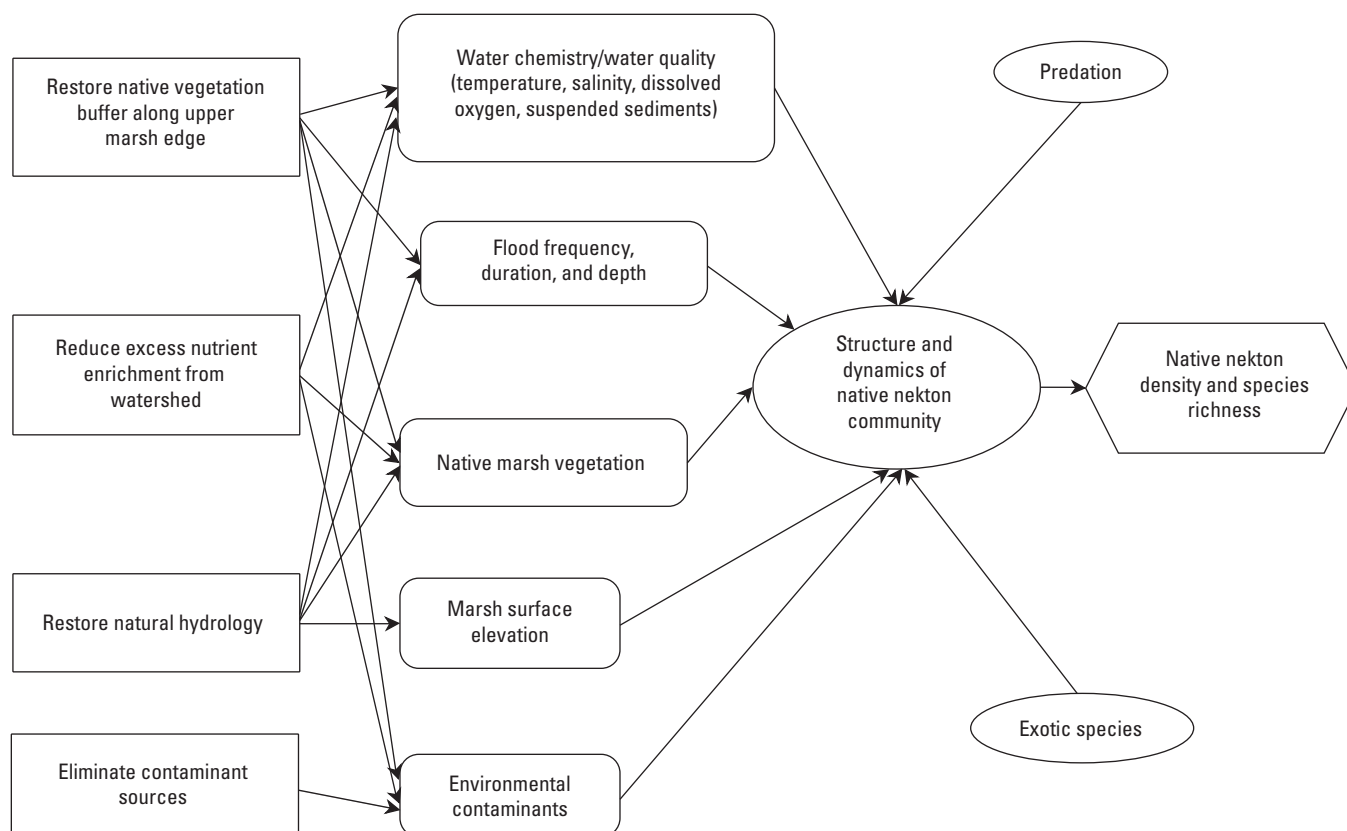 Restore native vegetation
buffer along upper
marsh edge
Reduce excess nutrient
enrichment from
watershed
Restore natural hydrology
Eliminate contaminant
sources
Water chemistry/water quality
(temperature, salinity, dissolved
oxygen, suspended sediments)
Flood frequency,
duration, and depth
Native marsh vegetation
Marsh surface
elevation
Environmental
contaminants
Predation
Structure and
dynamics of
native nekton
community
Exotic species
Native nekton
density and species
richness